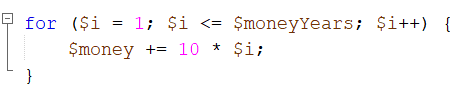 for ($i = 1; $i <= $moneyYears; $i++) {
    $money += 10 * $i;
}